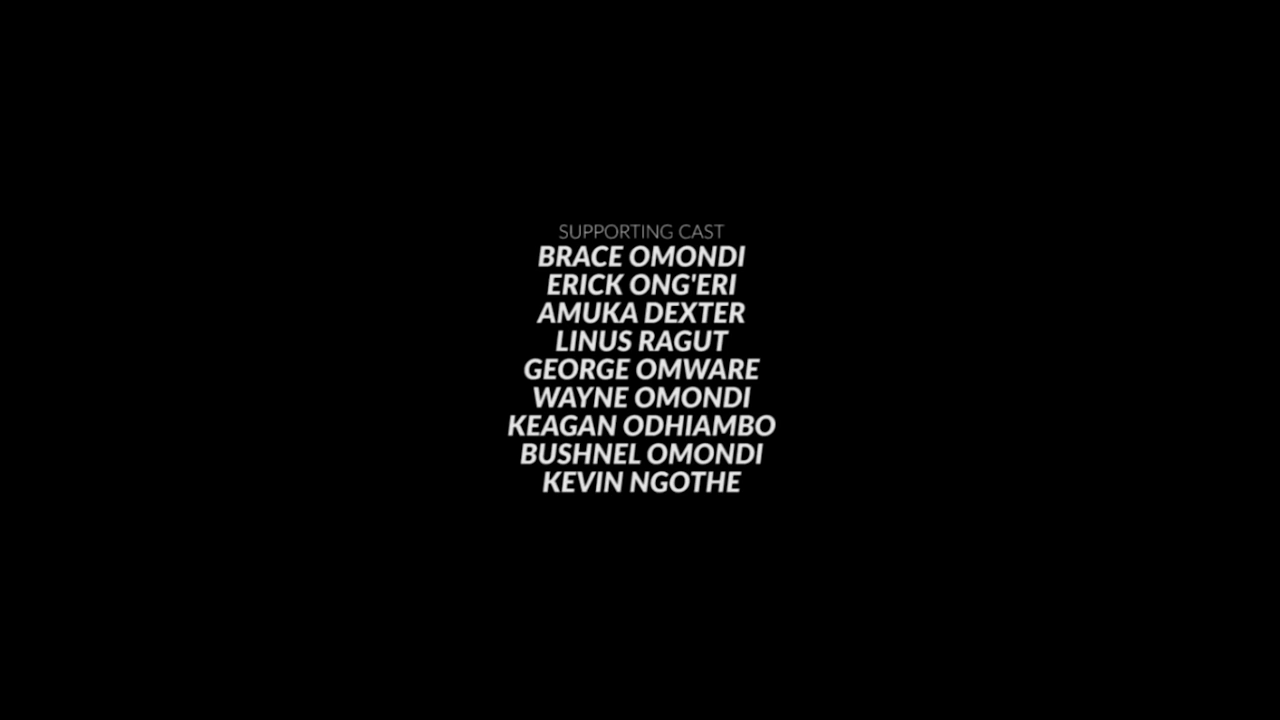 SUPPORTING CAST
BRACE OMONDI
ERICK ONG'ERI
AMUKA DEXTER
LINUS RAGUT
GEORGE OMWARE
WAYNE OMONDI
KEAGAN ODHIAMBO
BUSHNEL OMONDI
KEVIN NGOTHE